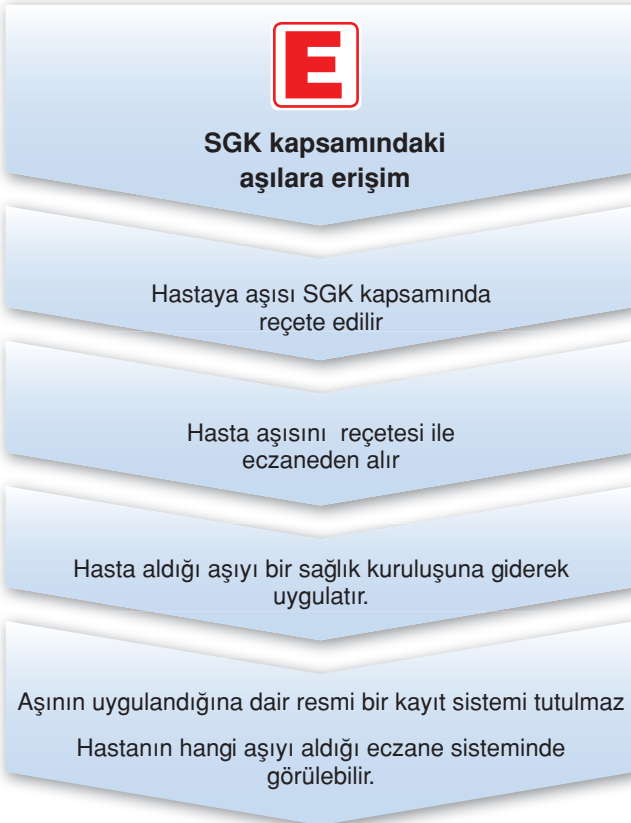 E
SGK kapsamındaki
aşılara erişim
Hastaya aşısı SGK kapsamında
reçete edilir
Hasta aşısını reçetesi ile
eczaneden alır
Hasta aldığı aşıyı bir sağlık kuruluşuna giderek
uygulatır.
Aşının uygulandığına dair resmi bir kayıt sistemi tutulmaz
Hastanın hangi aşıyı aldığı eczane sisteminde
görülebilir.